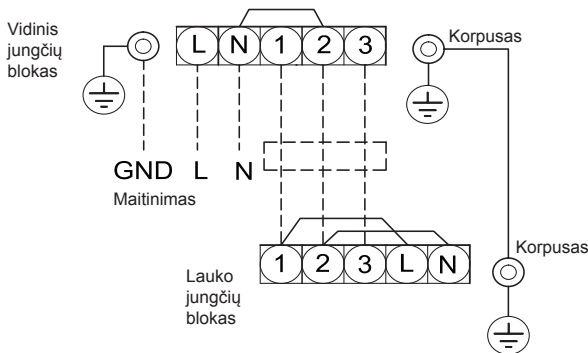 Vidinis
jungčių
blokas
L N 1 2 3
Korpusas
GND L N
Maitinimas
1 2 3 L N
Lauko
jungčių
blokas
Korpusas